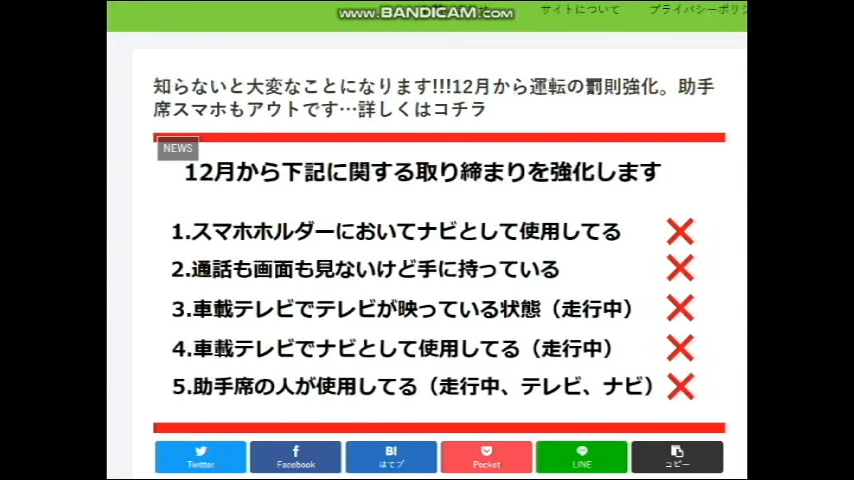 www.BANDICAM.com
サイトについて プライバシーポリシ
知らないと大変なことになります!!!12月から運転の罰則強化。助手
席スマホもアウトです…詳しくはコチラ
NEWS
12月から下記に関する取り締まりを強化します
1.スマホホルダーにおいてナビとして使用してる
2.通話も画面も見ないけど手に持っている
3.車載テレビでテレビが映っている状態（走行中）
4.車載テレビでナビとして使用してる（走行中）
5.助手席の人が使用してる（走行中、テレビ、ナビ）
Twitter
Facebook
B!
はてブ
Pocket
LINE
コピー